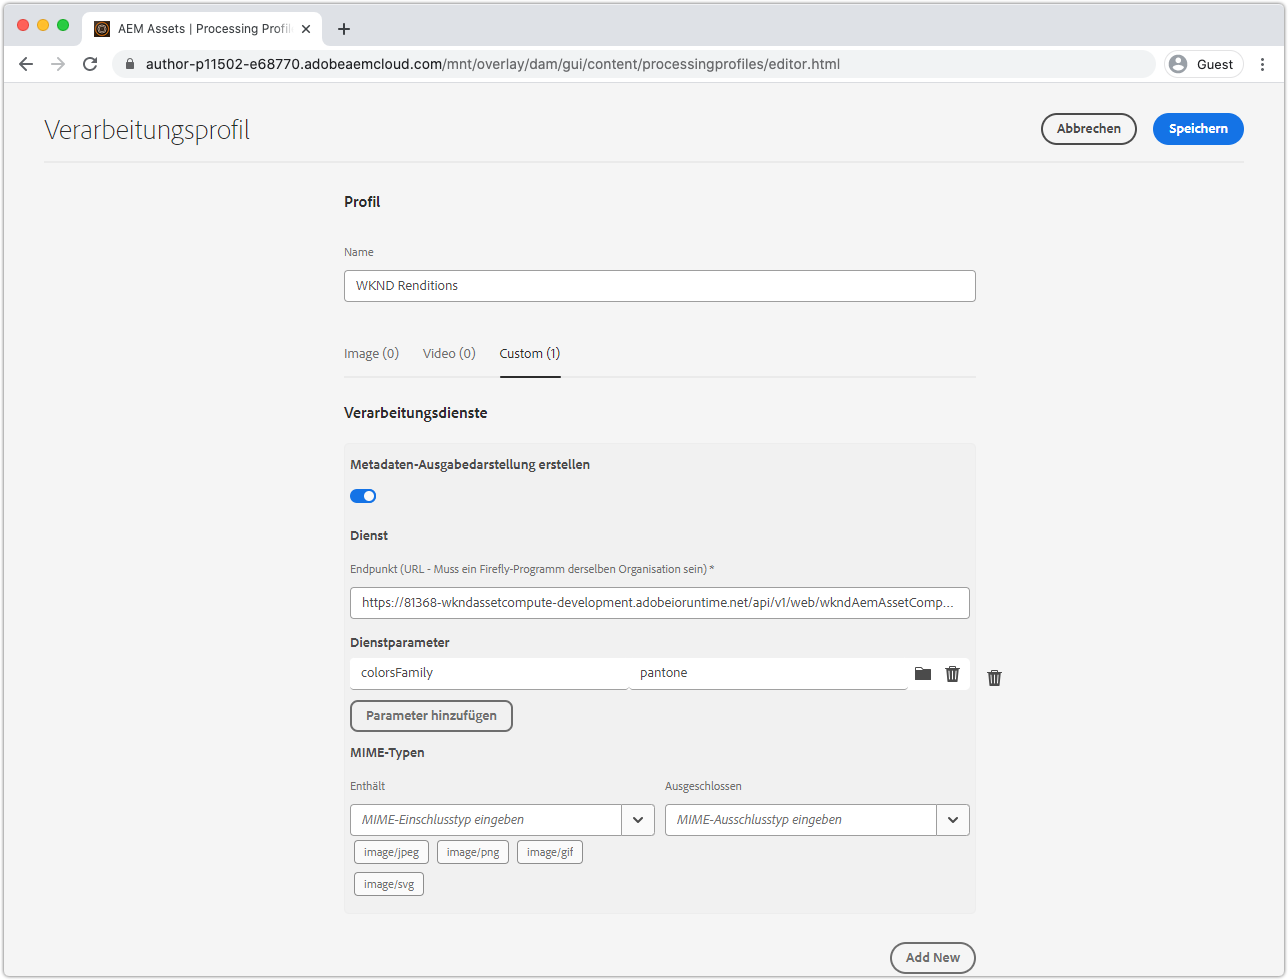 AEM Assets | Processing Profil
author-p11502-e68770.adobeaemcloud.com/mnt/overlay/dam/gui/content/processingprofiles/editor.html
Guest
Verarbeitungsprofil
Abbrechen
Speichern
Profil
Name
WKND Renditions
Image (0) Video (0) Custom (1)
Verarbeitungsdienste
Metadaten-Ausgabedarstellung erstellen
Dienst
Endpunkt (URL - Muss ein Firefly-Programm derselben Organisation sein) *
https://81368-wkndassetcompute-development.adobeioruntime.net/api/v1/web/wkndAemAssetComp...
Dienstparameter
colorsFamily pantone
Parameter hinzufügen
MIME-Typen
Enthält Ausgeschlossen
MIME-Einschlusstyp eingeben MIME-Ausschlusstyp eingeben
image/jpeg image/png image/gif
image/svg
Add New